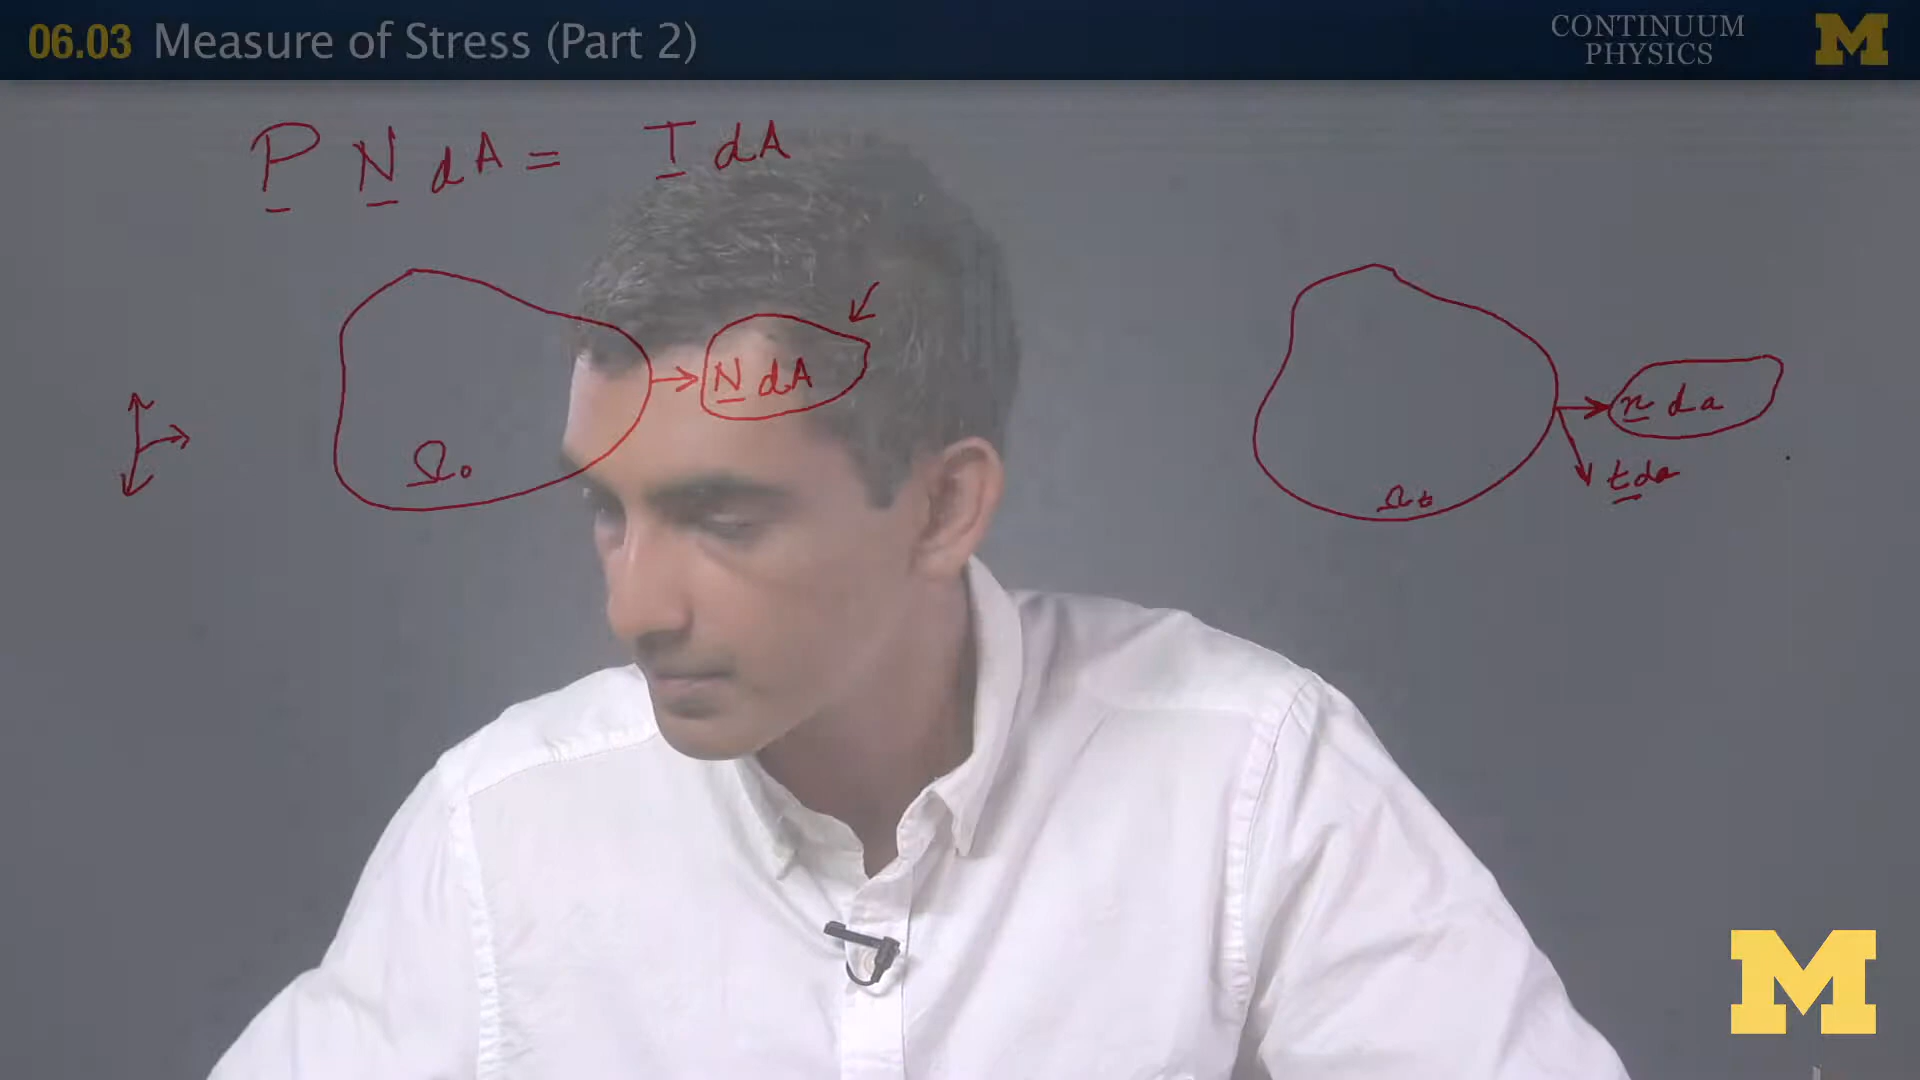 06.03 Measure of Stress (Part 2)
CONTINUUM
PHYSICS
M
P N dA = T dA
N dA
n da
t da
Ω₀
Ωt
M